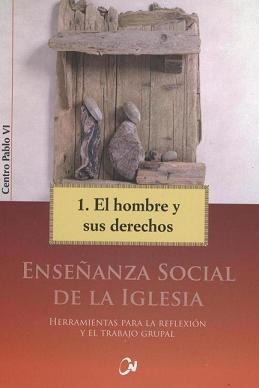 Centro Pablo VI
1. El hombre y
sus derechos
ENSEÑANZA SOCIAL
DE LA IGLESIA
HERRAMIENTAS PARA LA REFLEXIÓN
Y EL TRABAJO GRUPAL